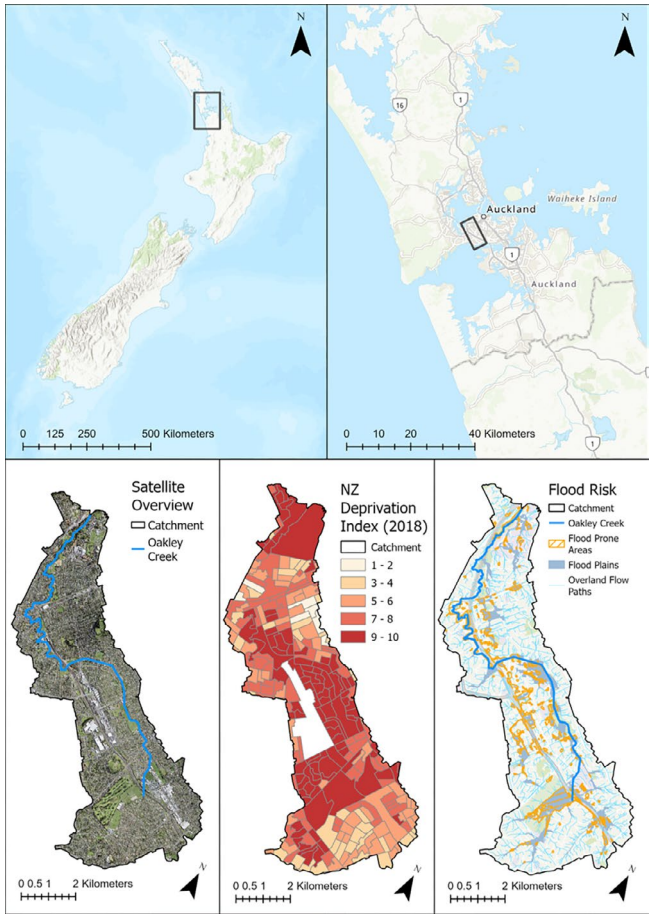 N
0 125 250 500 Kilometers
N
16
1
Auckland
Waiheke Island
1
Auckland
1
0 20 40 Kilometers
Satellite
Overview
Catchment
Oakley
Creek
N
0 0.5 1 2 Kilometers
NZ
Deprivation
Index (2018)
Catchment
1 - 2
3 - 4
5 - 6
7 - 8
9 - 10
N
0 0.5 1 2 Kilometers
Flood Risk
Catchment
Oakley Creek
Flood Prone
Areas
Flood Plains
Overland Flow
Paths
N
0 0.5 1 2 Kilometers